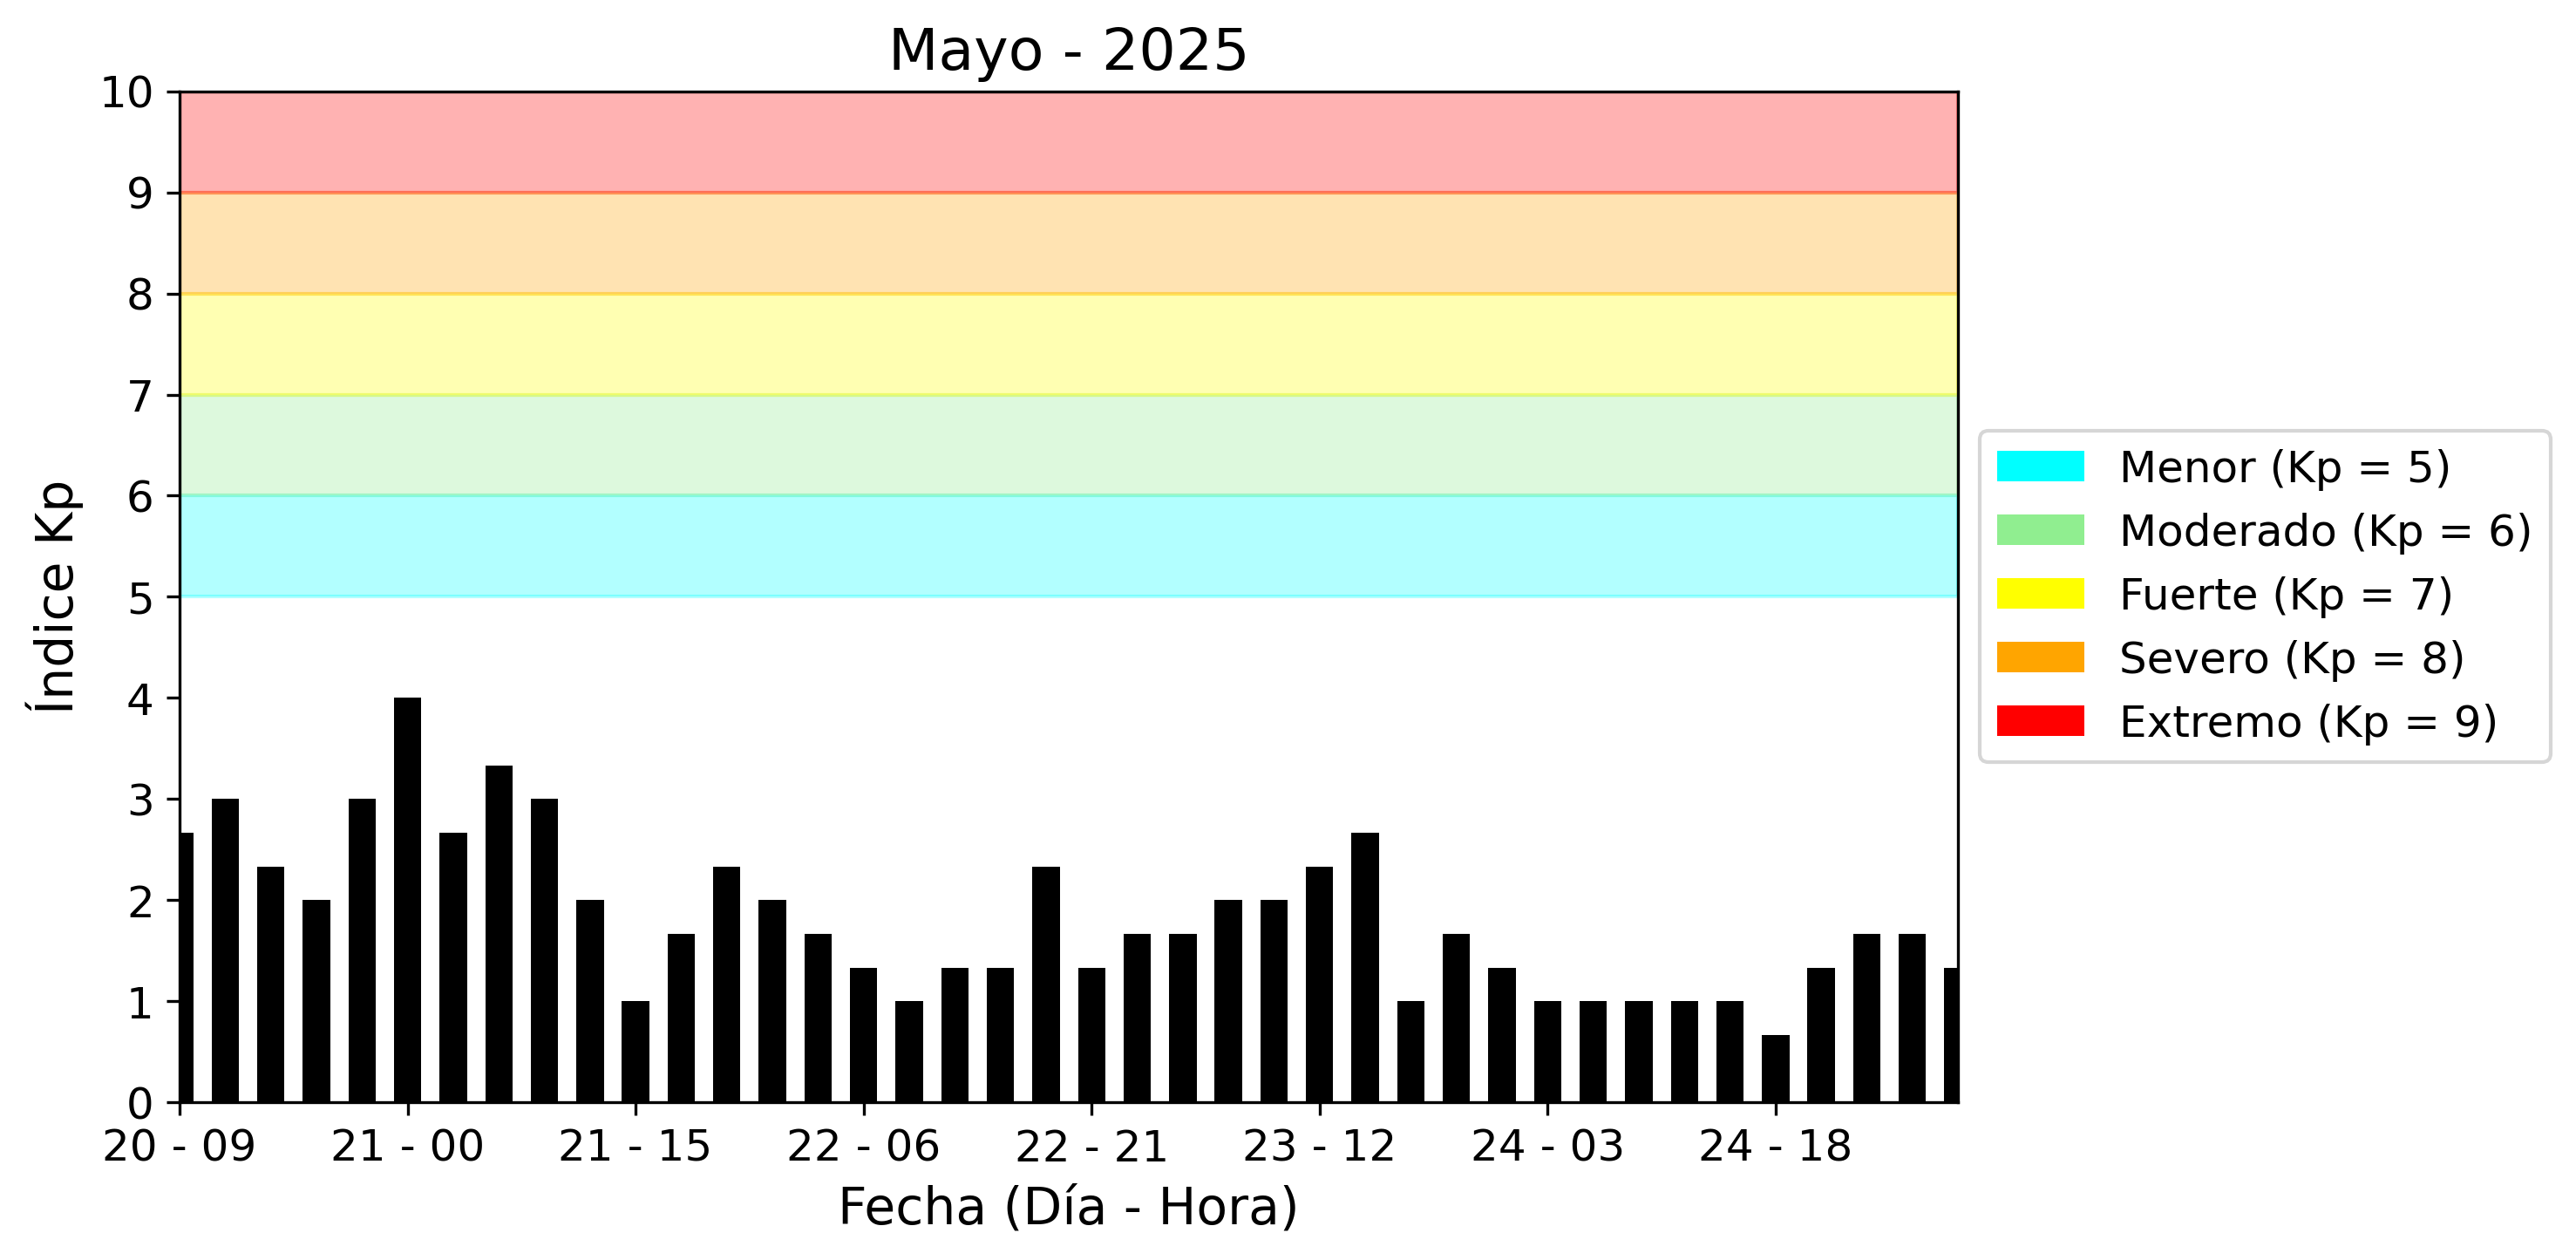 Mayo - 2025
10
9
8
7
6
5
4
3
2
1
0
Índice Kp
20 - 09 21 - 00 21 - 15 22 - 06 22 - 21 23 - 12 24 - 03 24 - 18
Fecha (Día - Hora)
Menor (Kp = 5)
Moderado (Kp = 6)
Fuerte (Kp = 7)
Severo (Kp = 8)
Extremo (Kp = 9)